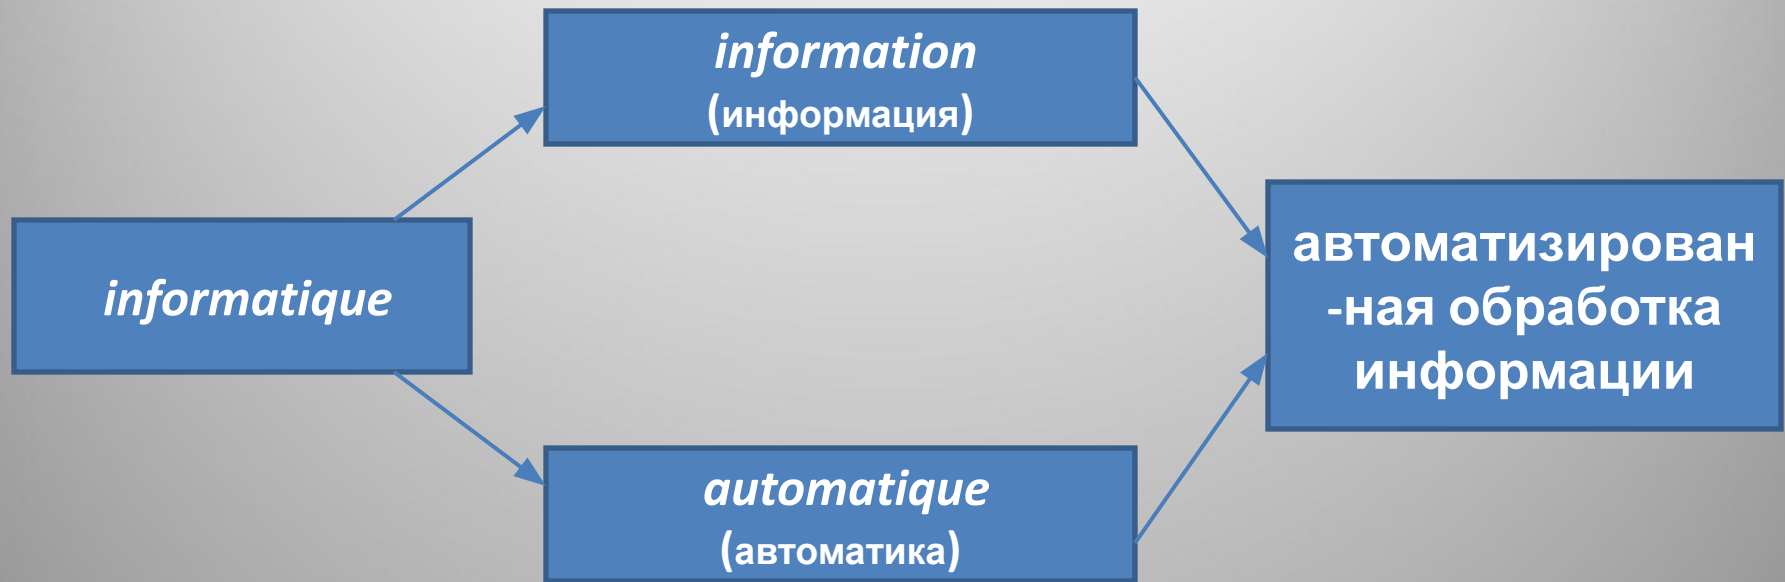 information
(информация)
informatique
автоматизирован
-ная обработка
информации
automatique
(автоматика)